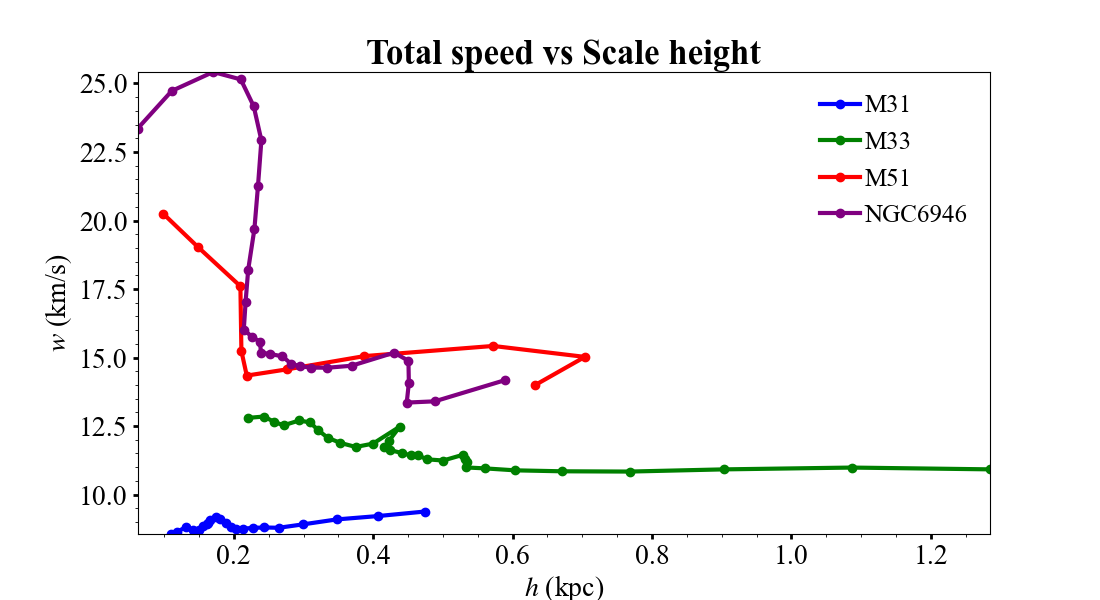 Total speed vs Scale height
25.0
22.5
20.0
17.5
15.0
12.5
10.0
w (km/s)
M31
M33
M51
NGC6946
0.2 0.4 0.6 0.8 1.0 1.2
h (kpc)